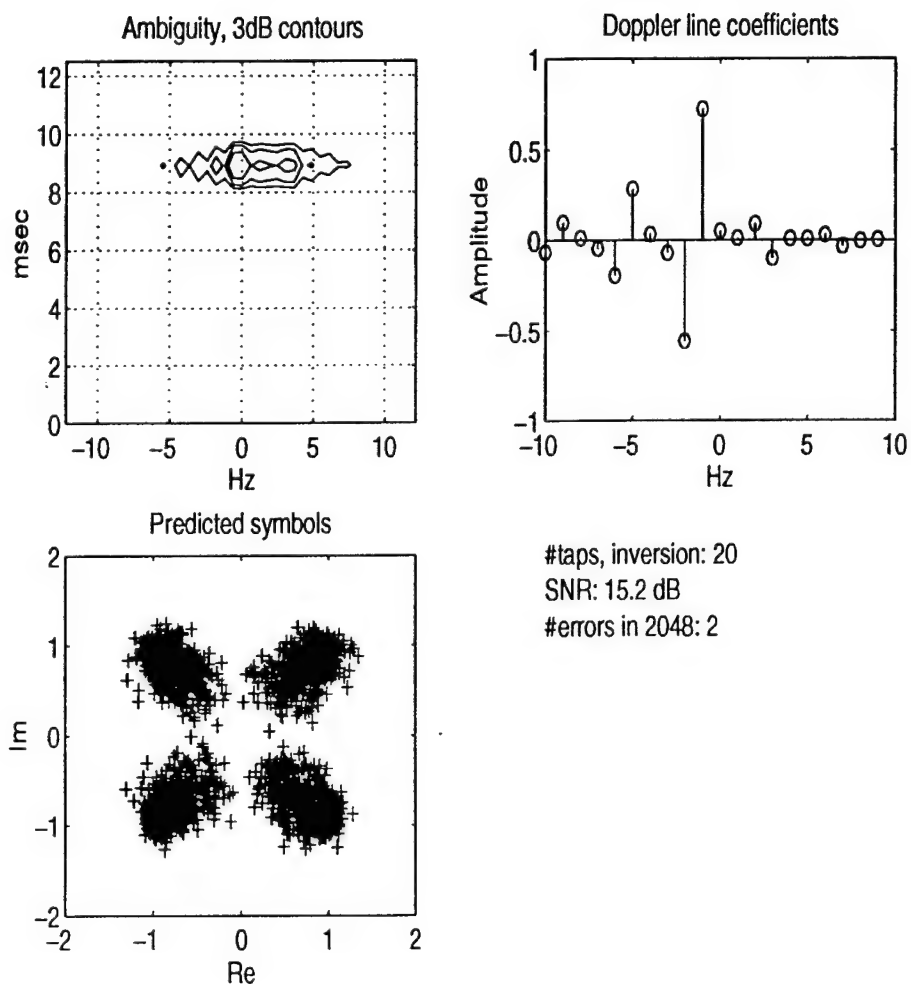 Ambiguity, 3dB contours
12
10
8
6
4
2
0
msec
−10 −5 0 5 10
Hz
Doppler line coefficients
1
0.5
0
−0.5
−1
Amplitude
−10 −5 0 5 10
Hz
Predicted symbols
2
1
0
−1
−2
Im
−2 −1 0 1 2
Re
#taps, inversion: 20
SNR: 15.2 dB
#errors in 2048: 2